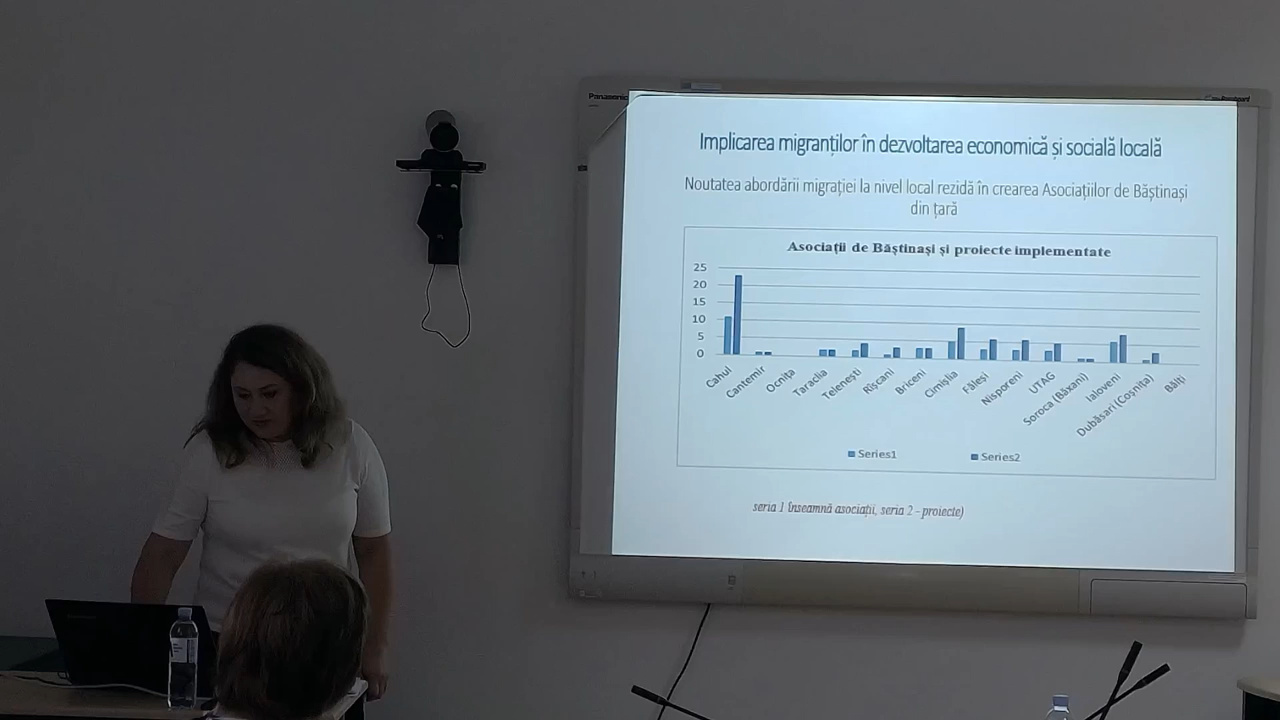 Panasonic
Implicarea migranților în dezvoltarea economică și socială locală
Noutatea abordării migrației la nivel local rezidă în crearea Asociațiilor de Băștinași
din țară
Asociații de Băștinași și proiecte implementate
25
20
15
10
5
0
Cahul
Cantemir
Ocnița
Taraclia
Telenești
Rîșcani
Briceni
Cimișlia
Fălești
Nisporeni
UTAG
Soroca (Băxani)
Ialoveni
Dubăsari (Coșnița)
Bălți
Series1
Series2
seria 1 înseamnă asociații, seria 2 - proiecte)